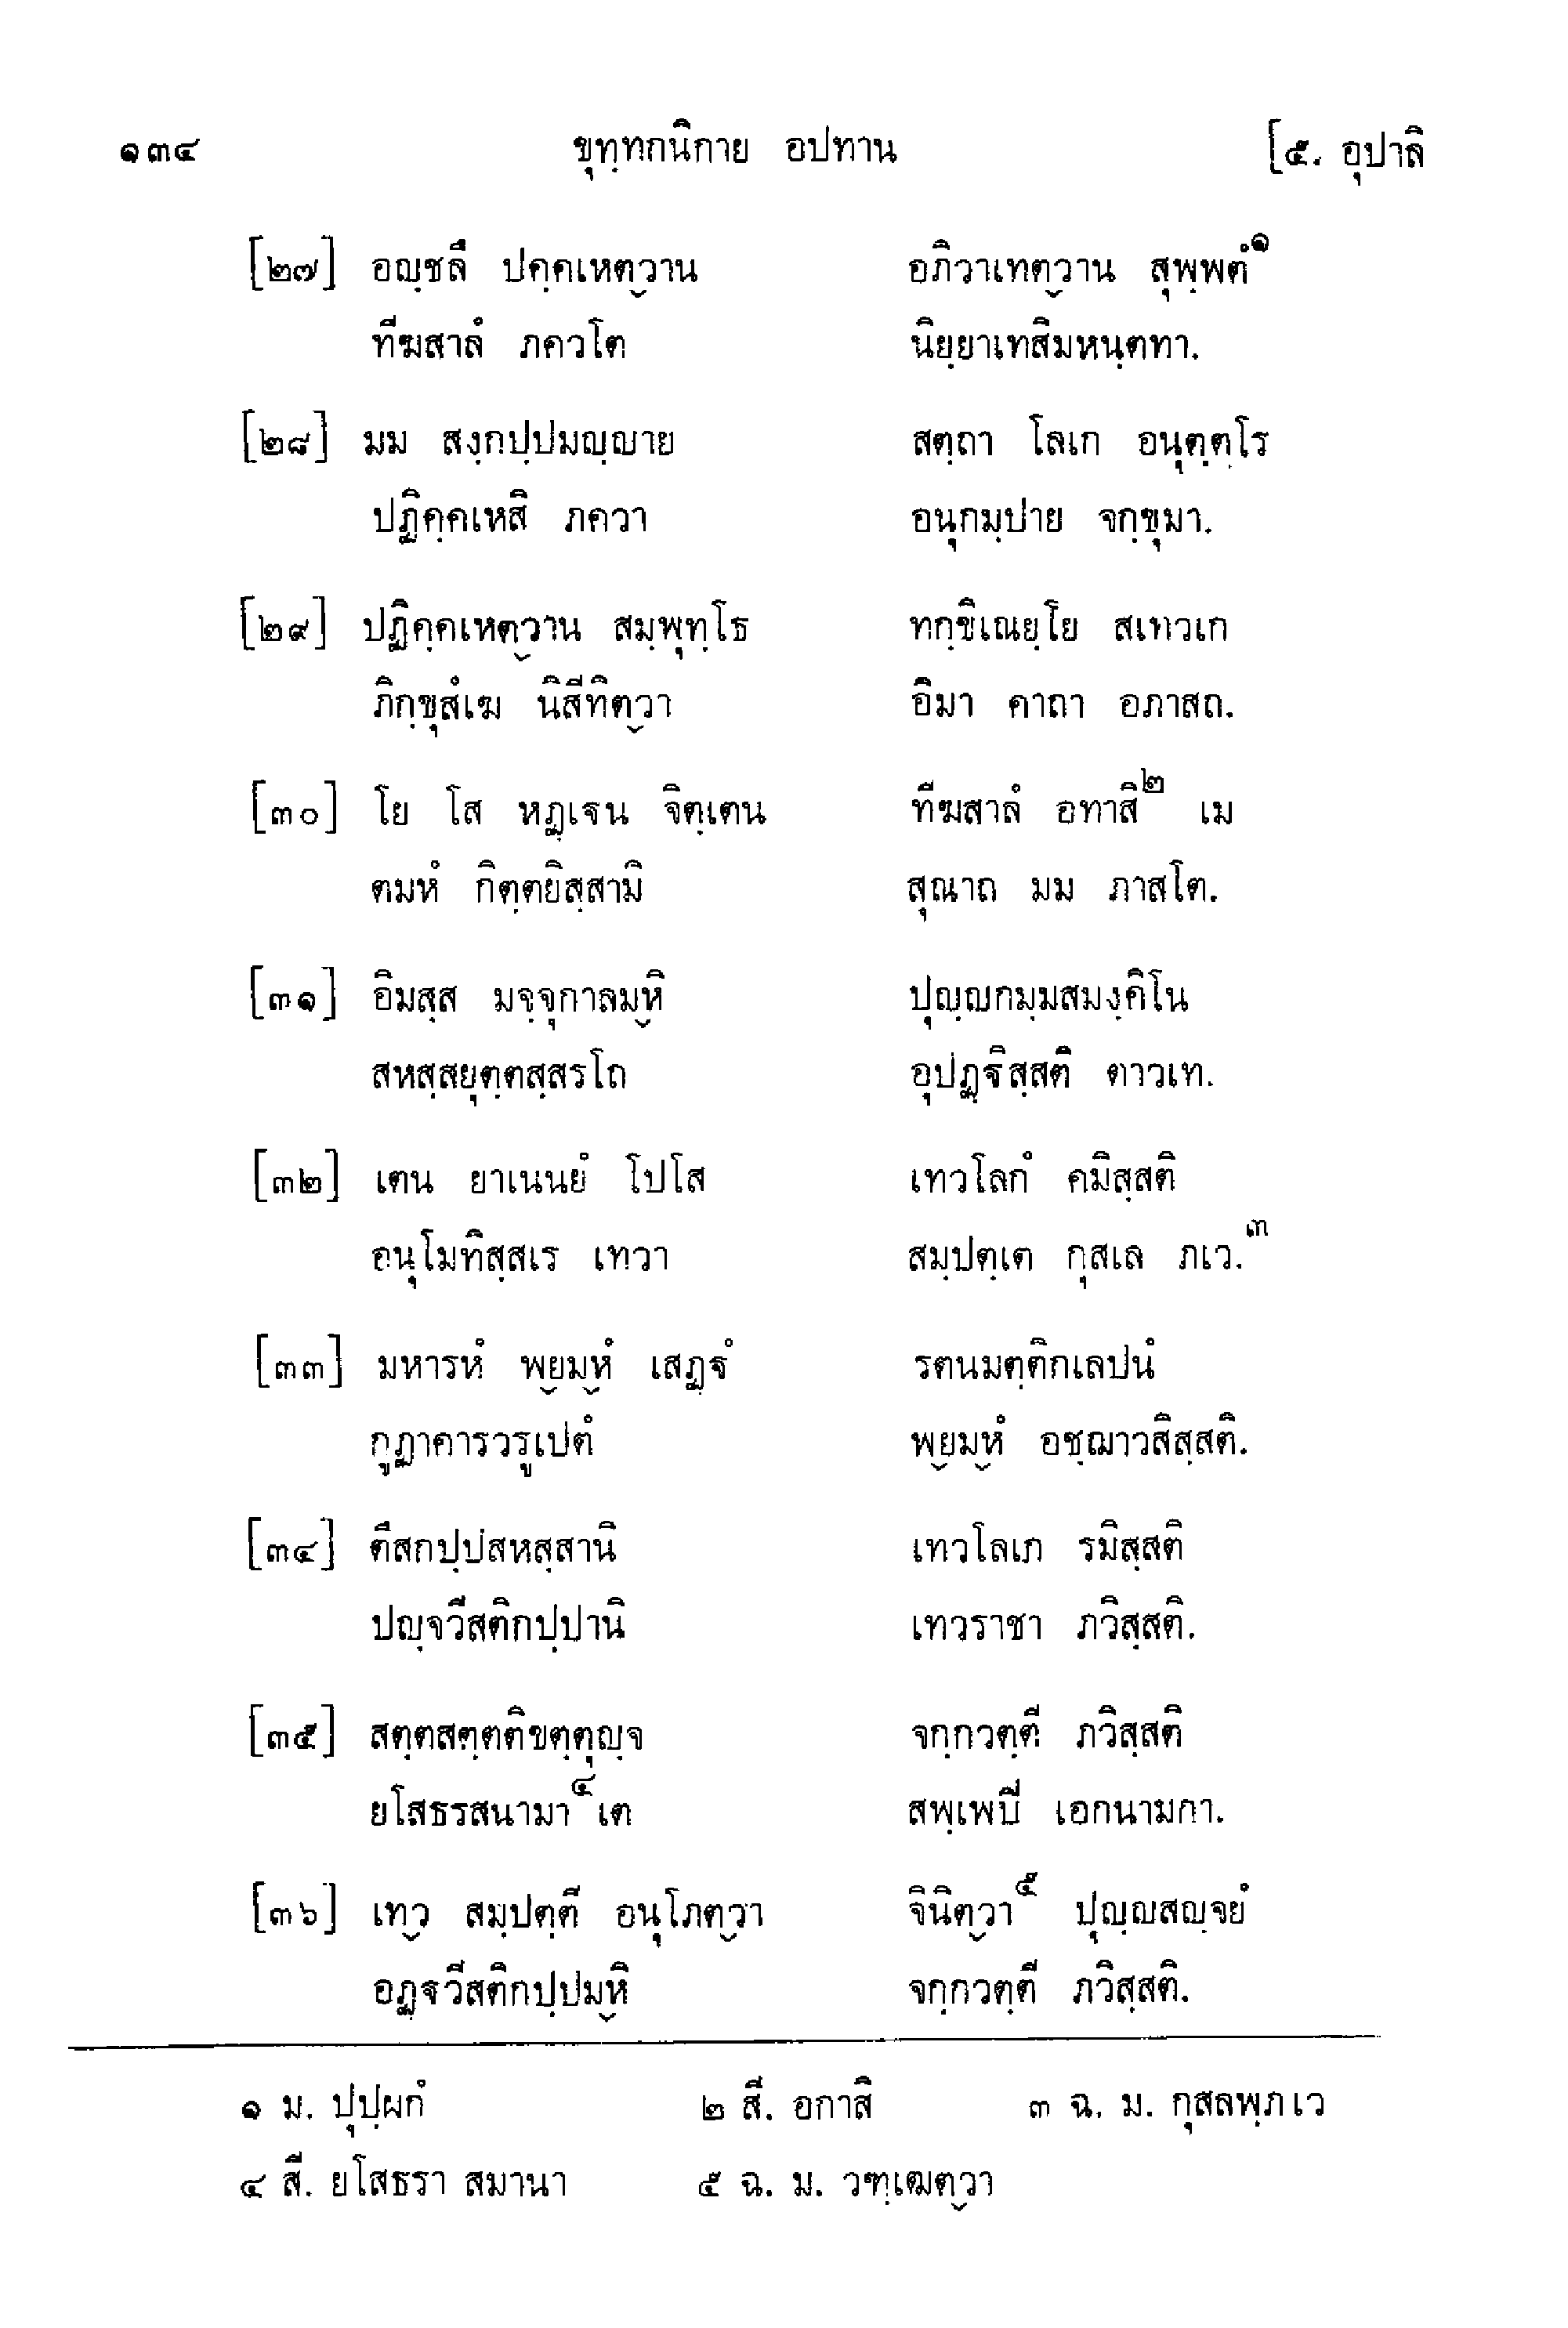 ๑๓๔ ขุทฺทกนิกาย อปทาน [๕. อุปาลิ
[๒๗] อญฺชลึ ปคฺคเหตฺวาน อภิวาเทตฺวาน สุพฺพตํ๑
ทีฆสาลํ ภควโต นิยฺยาเทสิมหนฺตทา.
[๒๘] มม สงฺกปฺปมญฺญาย สตฺถา โลเก อนุตฺตโร
ปฏิคฺคเหสิ ภควา อนุกมฺปาย จกฺขุมา.
[๒๙] ปฏิคฺคเหตฺวาน สมฺพุทฺโธ ทกฺขิเณยฺโย สเทวเก
ภิกฺขุสํเฆ นิสีทิตฺวา อิมา คาถา อภาสถ.
[๓๐] โย โส หฏฺเฐน จิตฺเตน ทีฆสาลํ อทาสิ๒ เม
ตมหํ กิตฺตยิสฺสามิ สุณาถ มม ภาสโต.
[๓๑] อิมสฺส มจฺจุกาลมฺหิ ปุญฺญกมฺมสมงฺคิโน
สหสฺสยุตฺตสฺสรโถ อุปฏฺฐิสฺสติ ตาวเท.
[๓๒] เตน ยาเนนยํ โปโส เทวโลกํ คมิสฺสติ
อนุโมทิสฺสเร เทวา สมฺปตฺเต กุสเล ภเว.๓
[๓๓] มหารหํ พฺยมฺหํ เสฏฺฐํ รตนมตฺติกเลปนํ
กูฏาคารวรูเปตํ พฺยมฺหํ อชฺฌาวสิสฺสติ.
[๓๔] ตึสกปฺปสหสฺสานิ เทวโลเก รมิสฺสติ
ปญฺจวีสติกปฺปานิ เทวราชา ภวิสฺสติ.
[๓๕] สตฺตสตฺตติขตฺตุญฺจ จกฺกวตฺตี ภวิสฺสติ
ยโสธรสนามา๔เต สพฺเพปิ เอกนามกา.
[๓๖] เทฺว สมฺปตฺตี อนุโภตฺวา จินิตฺวา๕ ปุญฺญสญฺจยํ
อฏฺฐวีสติกปฺปมฺหิ จกฺกวตฺตี ภวิสฺสติ.
๑ ม. ปุปฺผกํ ๒ สี. อกาสิ ๓ ฉ. ม. กุสลพฺภเว
๔ สี. ยโสธรา สมานา ๕ ฉ. ม. วฑฺเฒตฺวา